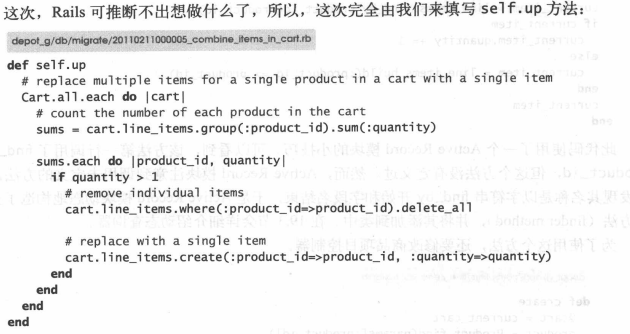 这次，Rails 可推断不出想做什么了，所以，这次完全由我们来填写 self.up 方法：
depot_g/db/migrate/20110211000005_combine_items_in_cart.rb
def self.up
  # replace multiple items for a single product in a cart with a single item
  Cart.all.each do |cart|
    # count the number of each product in the cart
    sums = cart.line_items.group(:product_id).sum(:quantity)

    sums.each do |product_id, quantity|
      if quantity > 1
        # remove individual items
        cart.line_items.where(:product_id=>product_id).delete_all

        # replace with a single item
        cart.line_items.create(:product_id=>product_id, :quantity=>quantity)
      end
    end
  end
end